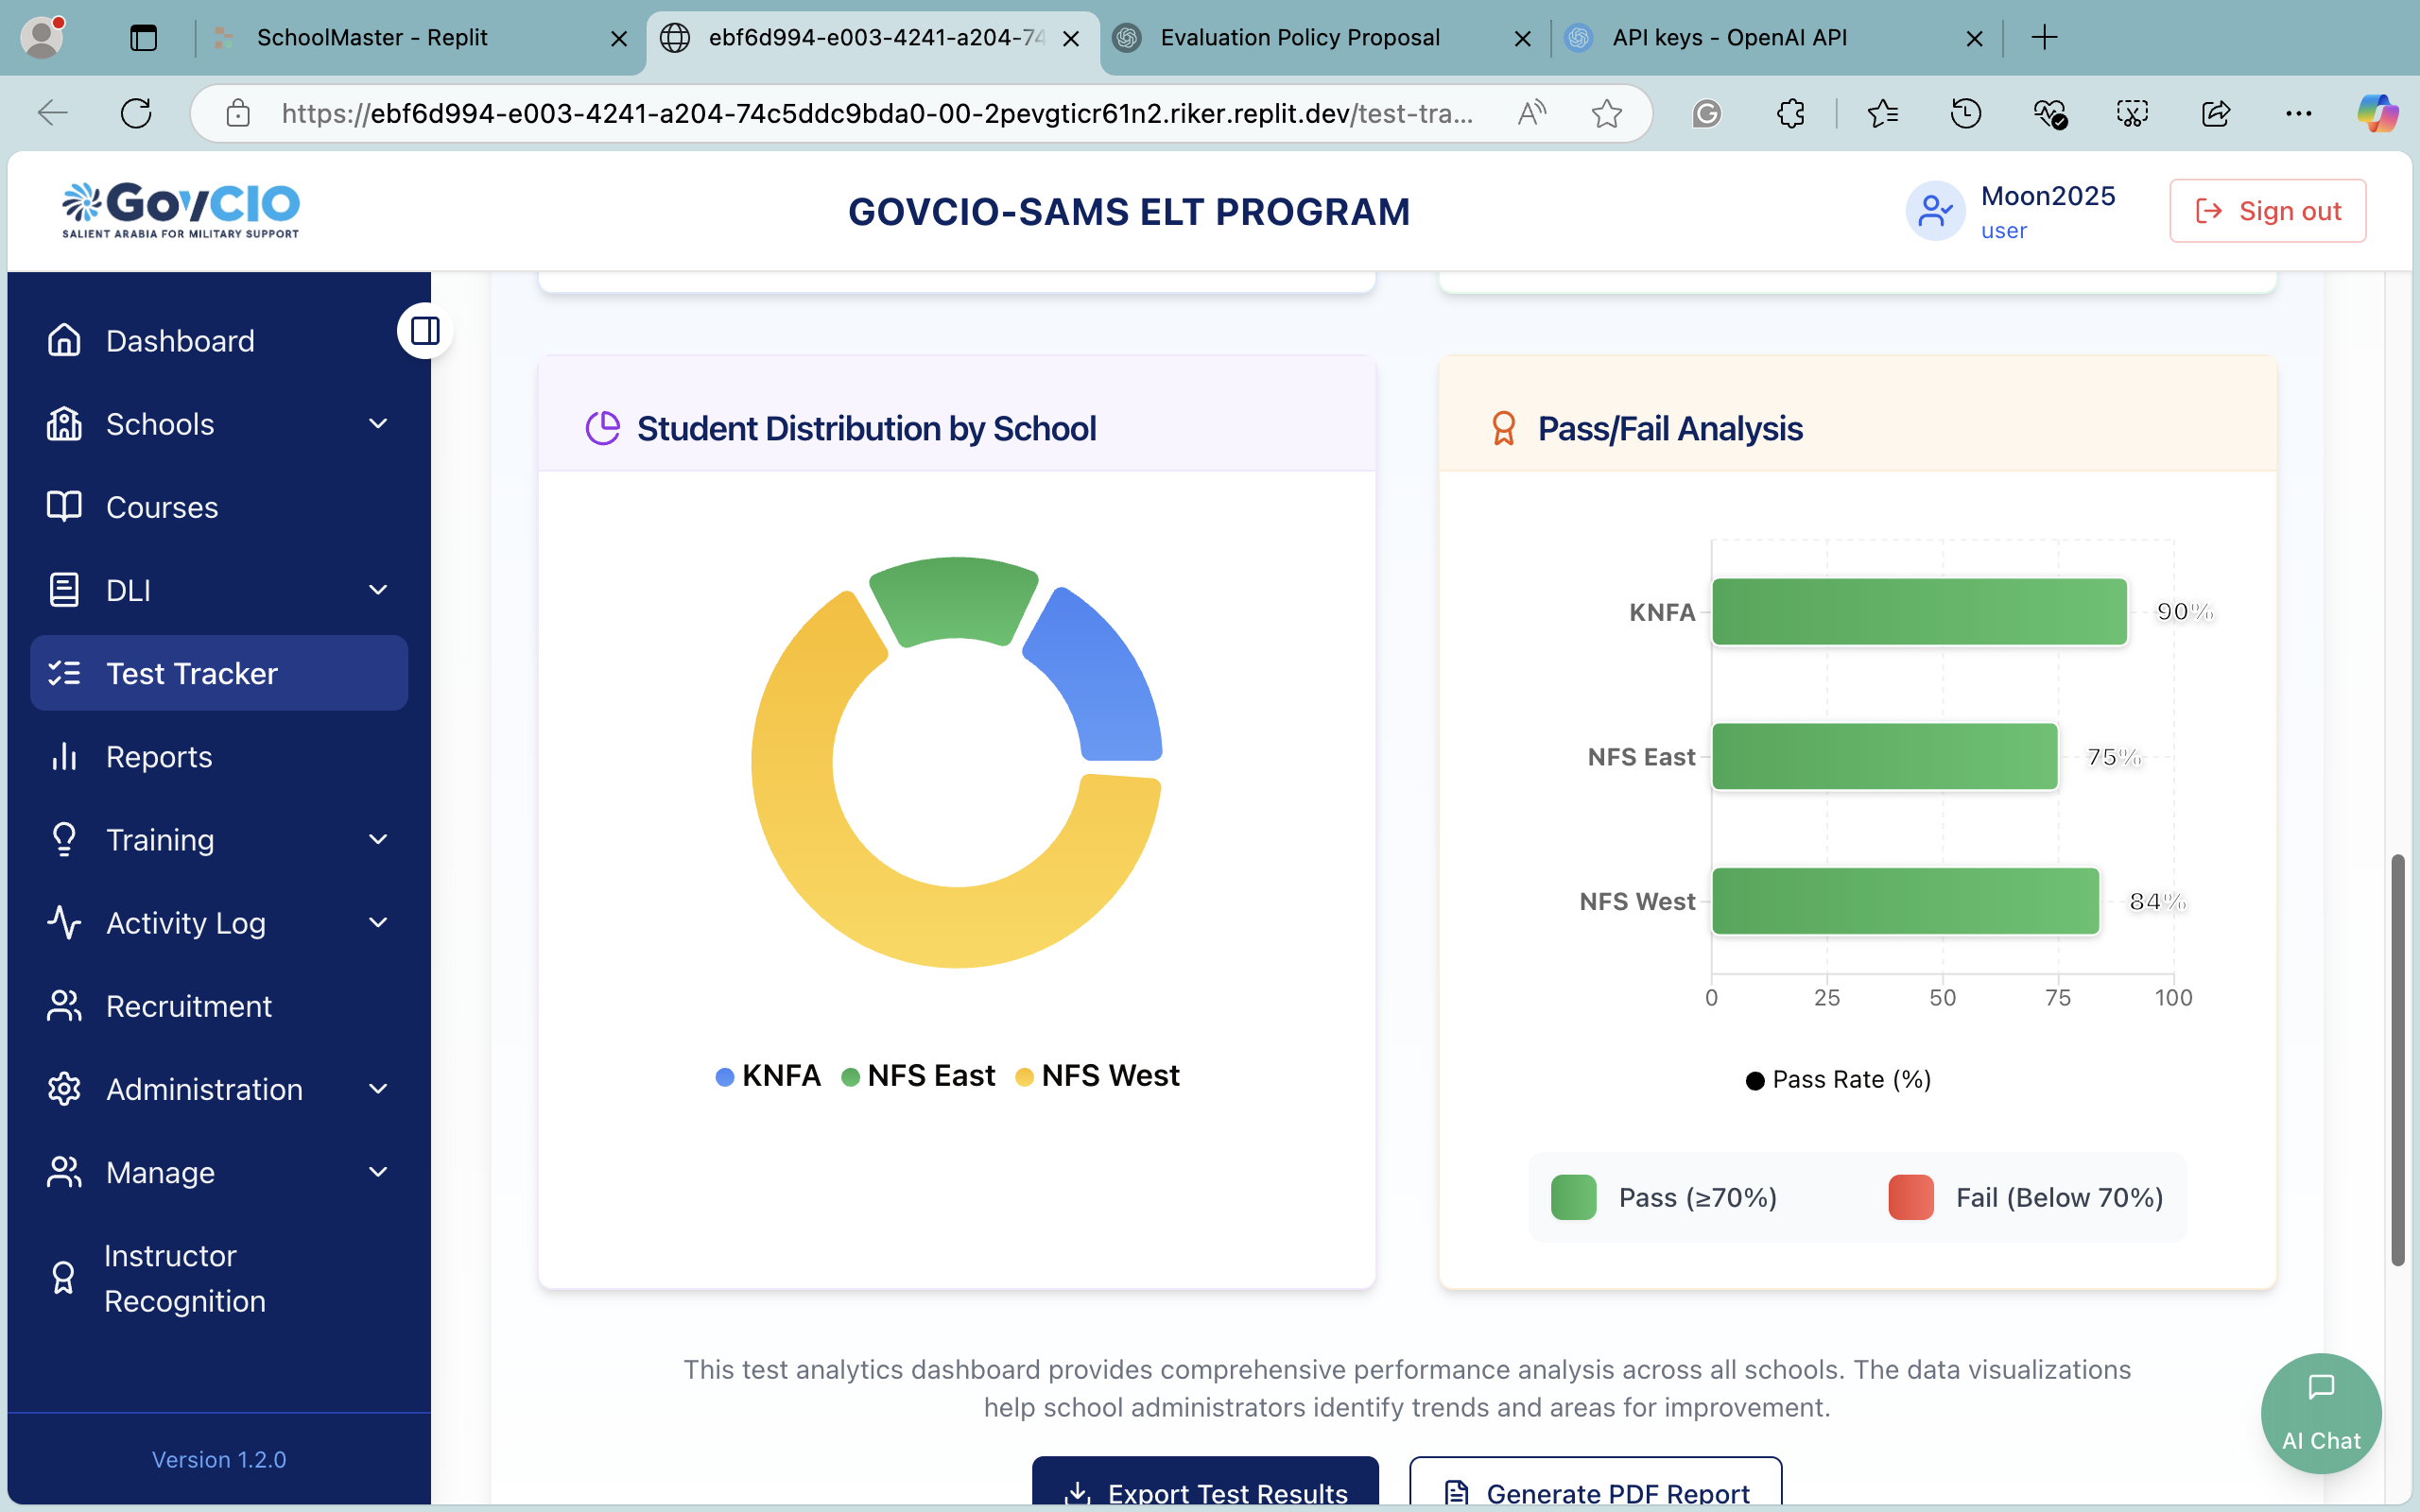 SchoolMaster - Replit
ebf6d994-e003-4241-a204-74
Evaluation Policy Proposal
API keys - OpenAI API
https://ebf6d994-e003-4241-a204-74c5ddc9bda0-00-2pevgticr61n2.riker.replit.dev/test-tra...
GovCIO
SALIENT ARABIA FOR MILITARY SUPPORT
GOVCIO-SAMS ELT PROGRAM
Moon2025
user
Sign out
Dashboard
Schools
Courses
DLI
Test Tracker
Reports
Training
Activity Log
Recruitment
Administration
Manage
Instructor
Recognition
Version 1.2.0
Student Distribution by School
KNFA NFS East NFS West
Pass/Fail Analysis
KNFA 90%
NFS East 75%
NFS West 84%
0 25 50 75 100
Pass Rate (%)
Pass (≥70%) Fail (Below 70%)
This test analytics dashboard provides comprehensive performance analysis across all schools. The data visualizations
help school administrators identify trends and areas for improvement.
Export Test Results
Generate PDF Report
AI Chat